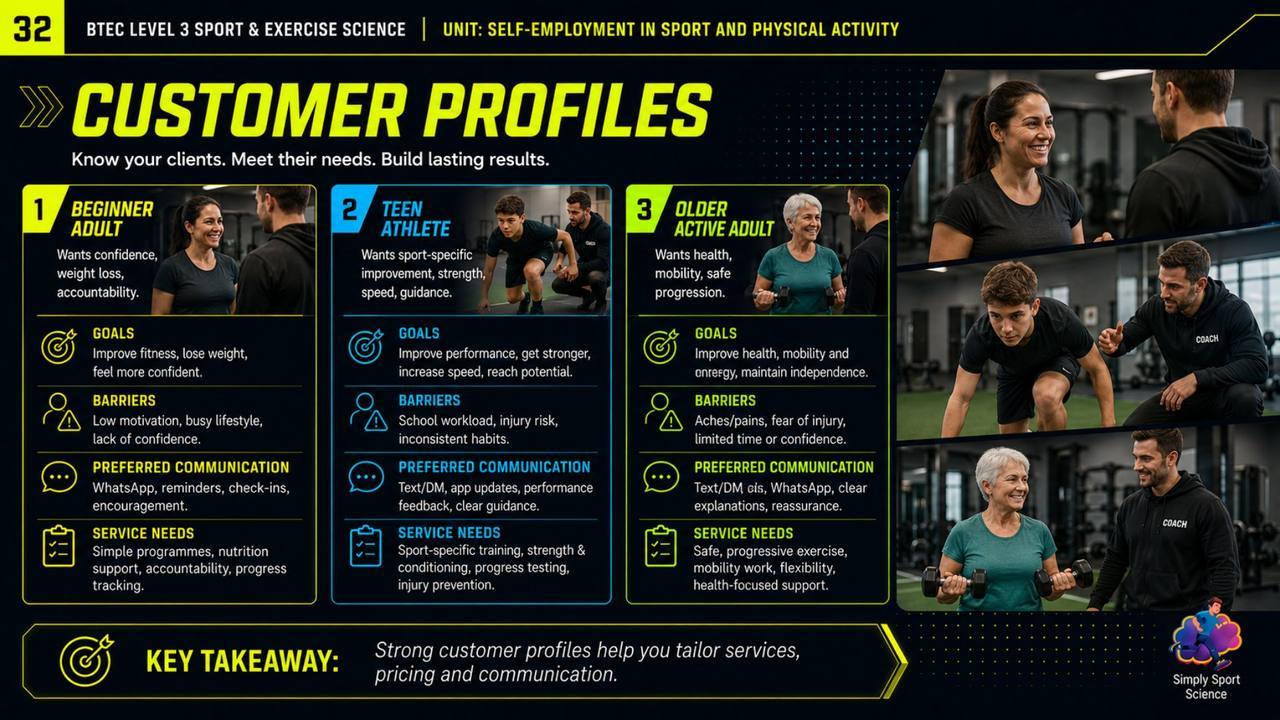 32
BTEC LEVEL 3 SPORT & EXERCISE SCIENCE | UNIT: SELF-EMPLOYMENT IN SPORT AND PHYSICAL ACTIVITY
CUSTOMER PROFILES
Know your clients. Meet their needs. Build lasting results.
1
BEGINNER
ADULT
Wants confidence,
weight loss,
accountability.
GOALS
Improve fitness, lose weight,
feel more confident.
BARRIERS
Low motivation, busy lifestyle,
lack of confidence.
PREFERRED COMMUNICATION
WhatsApp, reminders, check-ins,
encouragement.
SERVICE NEEDS
Simple programmes, nutrition
support, accountability, progress
tracking.
2
TEEN
ATHLETE
Wants sport-specific
improvement, strength,
speed, guidance.
COACH
GOALS
Improve performance, get stronger,
increase speed, reach potential.
BARRIERS
School workload, injury risk,
inconsistent habits.
PREFERRED COMMUNICATION
Text/DM, app updates, performance
feedback, clear guidance.
SERVICE NEEDS
Sport-specific training, strength &
conditioning, progress testing,
injury prevention.
3
OLDER
ACTIVE ADULT
Wants health,
mobility, safe
progression.
GOALS
Improve health, mobility and
maintain independence.
BARRIERS
Aches/pains, fear of injury,
limited time or confidence.
PREFERRED COMMUNICATION
Text/DM WhatsApp, clear
explanations, reassurance.
SERVICE NEEDS
Safe, progressive exercise,
mobility work, flexibility,
health-focused support.
COACH
COACH
KEY TAKEAWAY:
Strong customer profiles help you tailor services,
pricing and communication.
Simply Sport
Science